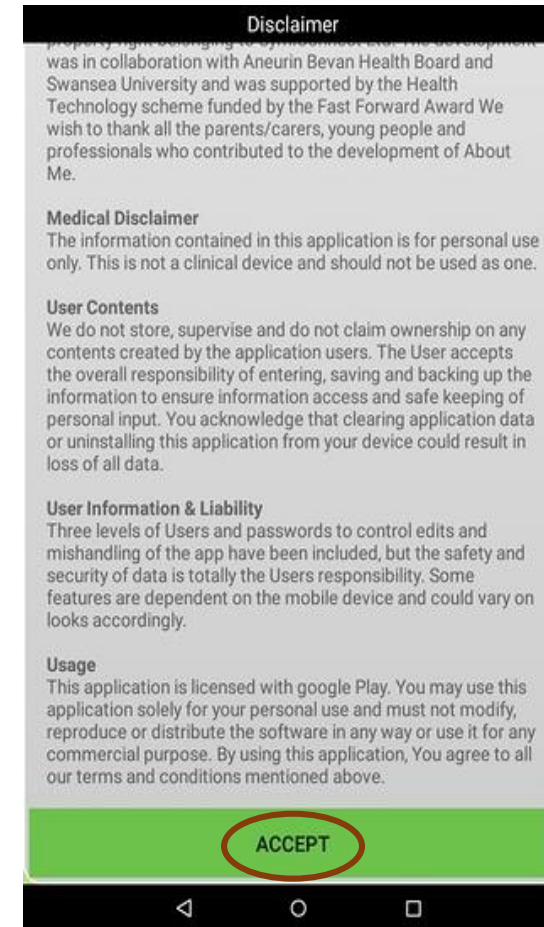 Disclaimer
was in collaboration with Aneurin Bevan Health Board and
Swansea University and was supported by the Health
Technology scheme funded by the Fast Forward Award We
wish to thank all the parents/carers, young people and
professionals who contributed to the development of About
Me.
Medical Disclaimer
The information contained in this application is for personal use
only. This is not a clinical device and should not be used as one.
User Contents
We do not store, supervise and do not claim ownership on any
contents created by the application users. The User accepts
the overall responsibility of entering, saving and backing up the
information to ensure information access and safe keeping of
personal input. You acknowledge that clearing application data
or uninstalling this application from your device could result in
loss of all data.
User Information & Liability
Three levels of Users and passwords to control edits and
mishandling of the app have been included, but the safety and
security of data is totally the Users responsibility. Some
features are dependent on the mobile device and could vary on
looks accordingly.
Usage
This application is licensed with google Play. You may use this
application solely for your personal use and must not modify,
reproduce or distribute the software in any way or use it for any
commercial purpose. By using this application, You agree to all
our terms and conditions mentioned above.
ACCEPT